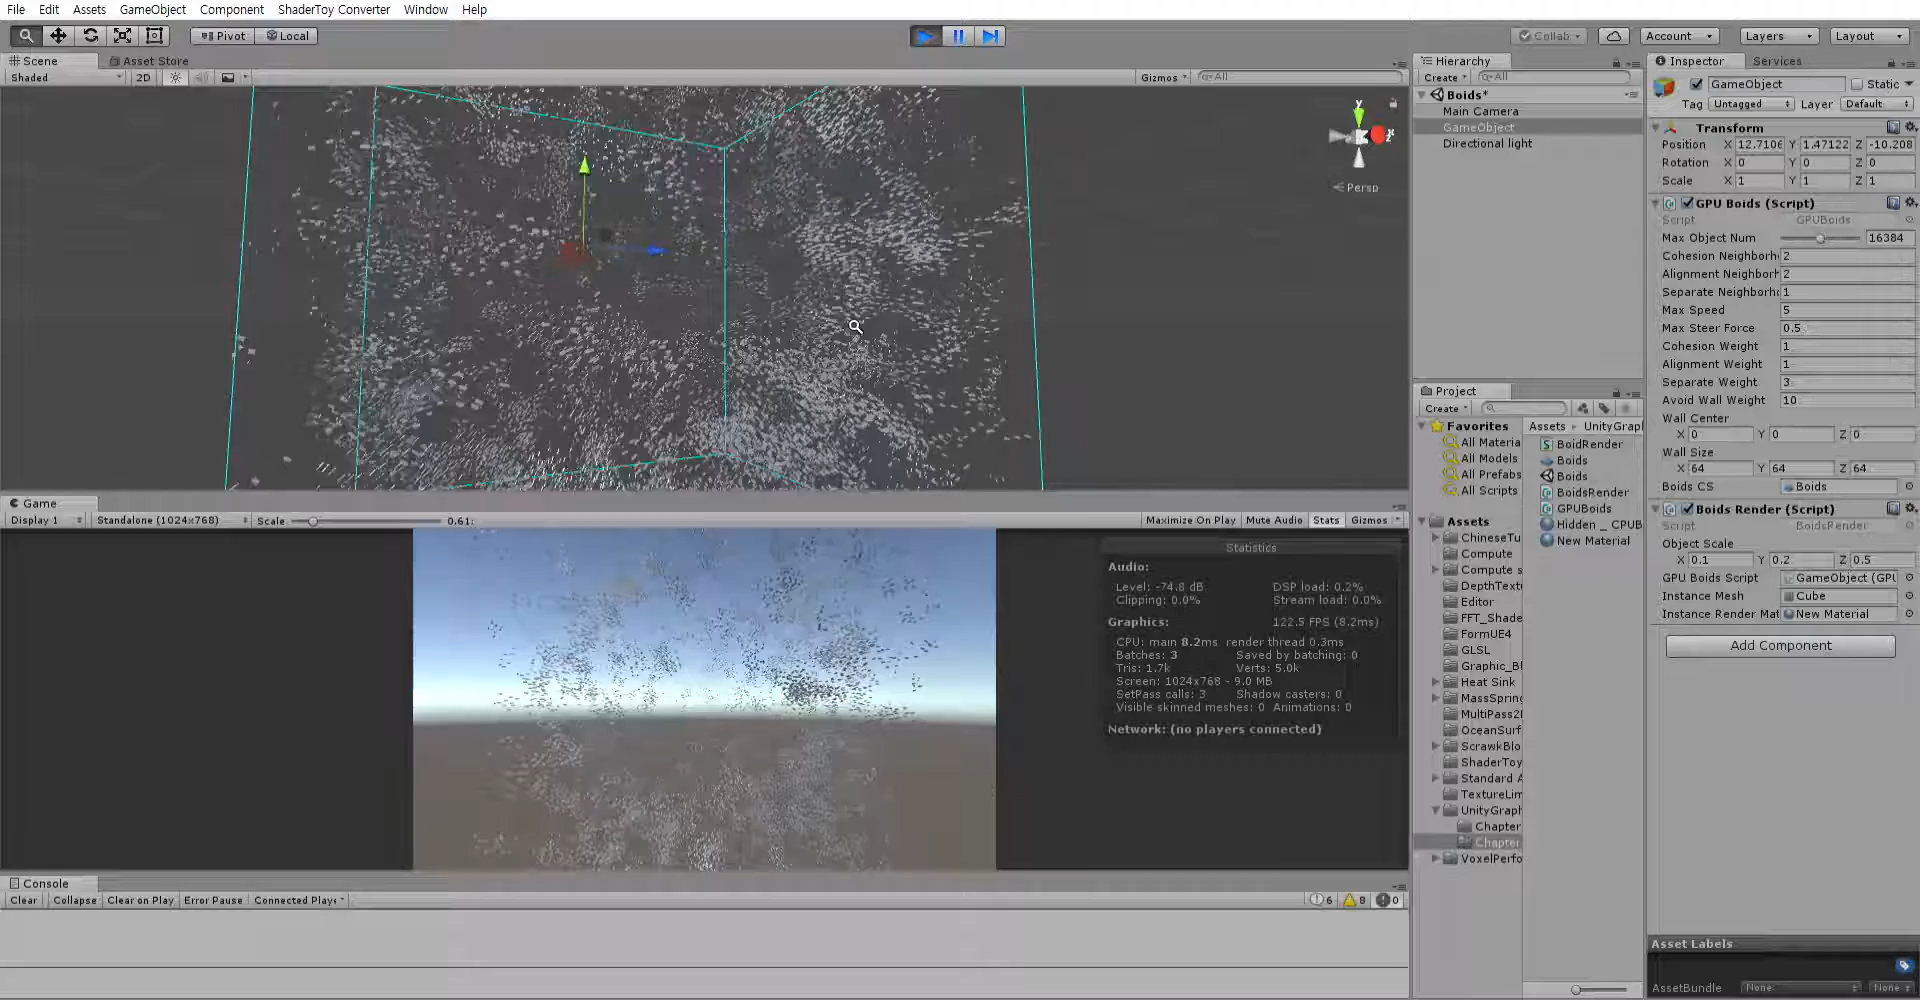 File Edit Assets GameObject Component ShaderToy Converter Window Help
Pivot Local Collab Account Layers Layout
Scene Asset Store
Shaded 2D Gizmos All
y
Persp
Game
Display 1 Standalone (1024x768) Scale 0.61: Maximize On Play Mute Audio Stats Gizmos
Statistics
Audio:
Level: -74.8 dB DSP load: 0.2%
Clipping: 0.0% Stream load: 0.0%
Graphics: 122.5 FPS (8.2ms)
CPU: main 8.2ms render thread 0.3ms
Batches: 3 Saved by batching: 0
Tris: 1.7k Verts: 5.0k
Screen: 1024x768 - 9.0 MB
SetPass calls: 3 Shadow casters: 0
Visible skinned meshes: 0 Animations: 0
Network: (no players connected)
Console
Clear Collapse Clear on Play Error Pause Connected Play 6 8 0
Hierarchy
Create All
Boids*
Main Camera
GameObject
Directional light
Project
Create
Favorites
All Materia
All Models
All Prefabs
All Scripts
Assets
ChineseTu
Compute
Compute s
DepthText
Editor
FFT_Shade
FormUE4
GLSL
Graphic_Bl
Heat Sink
MassSpring
MultiPass2
OceanSurf
ScrawkBlo
ShaderToy
Standard A
TextureLim
UnityGraph
Chapter
Chapter
VoxelPerfo
Assets UnityGrapl
BoidRender
Boids
Boids
BoidsRender
GPUBoids
Hidden _ CPUB
New Material
Inspector Services
GameObject Static
Tag Untagged Layer Default
Transform
Position X 12.7106 Y 1.47122 Z -10.208
Rotation X 0 Y 0 Z 0
Scale X 1 Y 1 Z 1
GPU Boids (Script)
Script GPUBoids
Max Object Num 16384
Cohesion Neighborh 2
Alignment Neighborh 2
Separate Neighborh 1
Max Speed 5
Max Steer Force 0.5
Cohesion Weight 1
Alignment Weight 1
Separate Weight 3
Avoid Wall Weight 10
Wall Center
X 0 Y 0 Z 0
Wall Size
X 64 Y 64 Z 64
Boids CS Boids
Boids Render (Script)
Script BoidsRender
Object Scale
X 0.1 Y 0.2 Z 0.5
GPU Boids Script GameObject (GPU
Instance Mesh Cube
Instance Render Mat New Material
Add Component
Asset Labels
AssetBundle None None